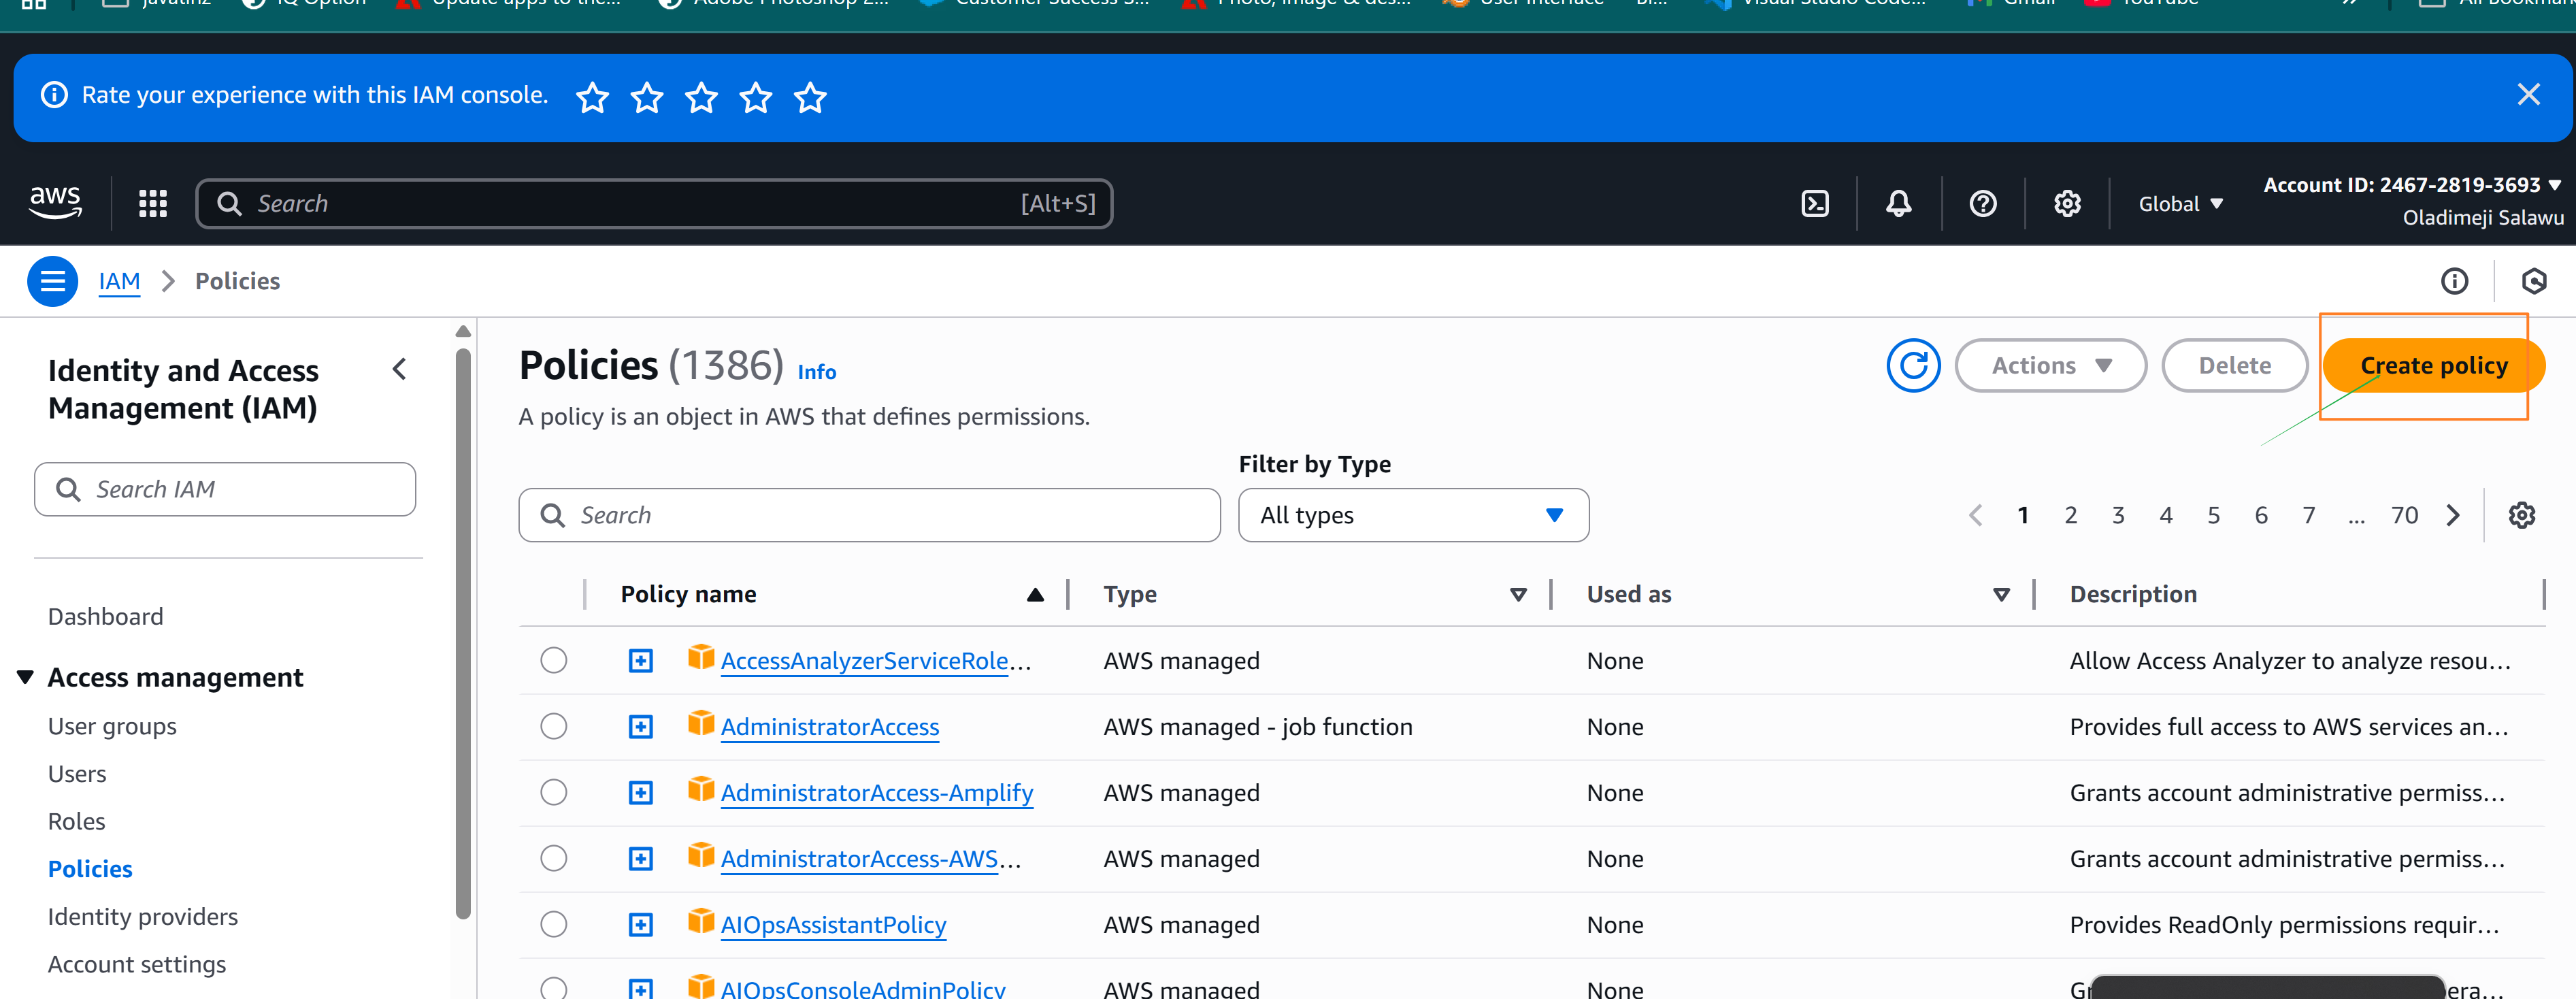 javatinz IQ Option Update apps to the... Adobe Photoshop 2... Customer Success S... Photo, image & des... User Interface - Bl... Visual Studio Code... Gmail YouTube » All Bookmark
Rate your experience with this IAM console.
aws Search [Alt+S] Global Account ID: 2467-2819-3693
Oladimeji Salawu
IAM > Policies
Identity and Access
Management (IAM)
Search IAM
Dashboard
Access management
User groups
Users
Roles
Policies
Identity providers
Account settings
Policies (1386) Info
Actions Delete Create policy
A policy is an object in AWS that defines permissions.
Filter by Type
Search All types 1 2 3 4 5 6 7 ... 70
Policy name Type Used as Description
AccessAnalyzerServiceRole... AWS managed None Allow Access Analyzer to analyze resou...
AdministratorAccess AWS managed - job function None Provides full access to AWS services an...
AdministratorAccess-Amplify AWS managed None Grants account administrative permiss...
AdministratorAccess-AWS... AWS managed None Grants account administrative permiss...
AIOpsAssistantPolicy AWS managed None Provides ReadOnly permissions requir...
AIOpsConsoleAdminPolicy AWS managed None